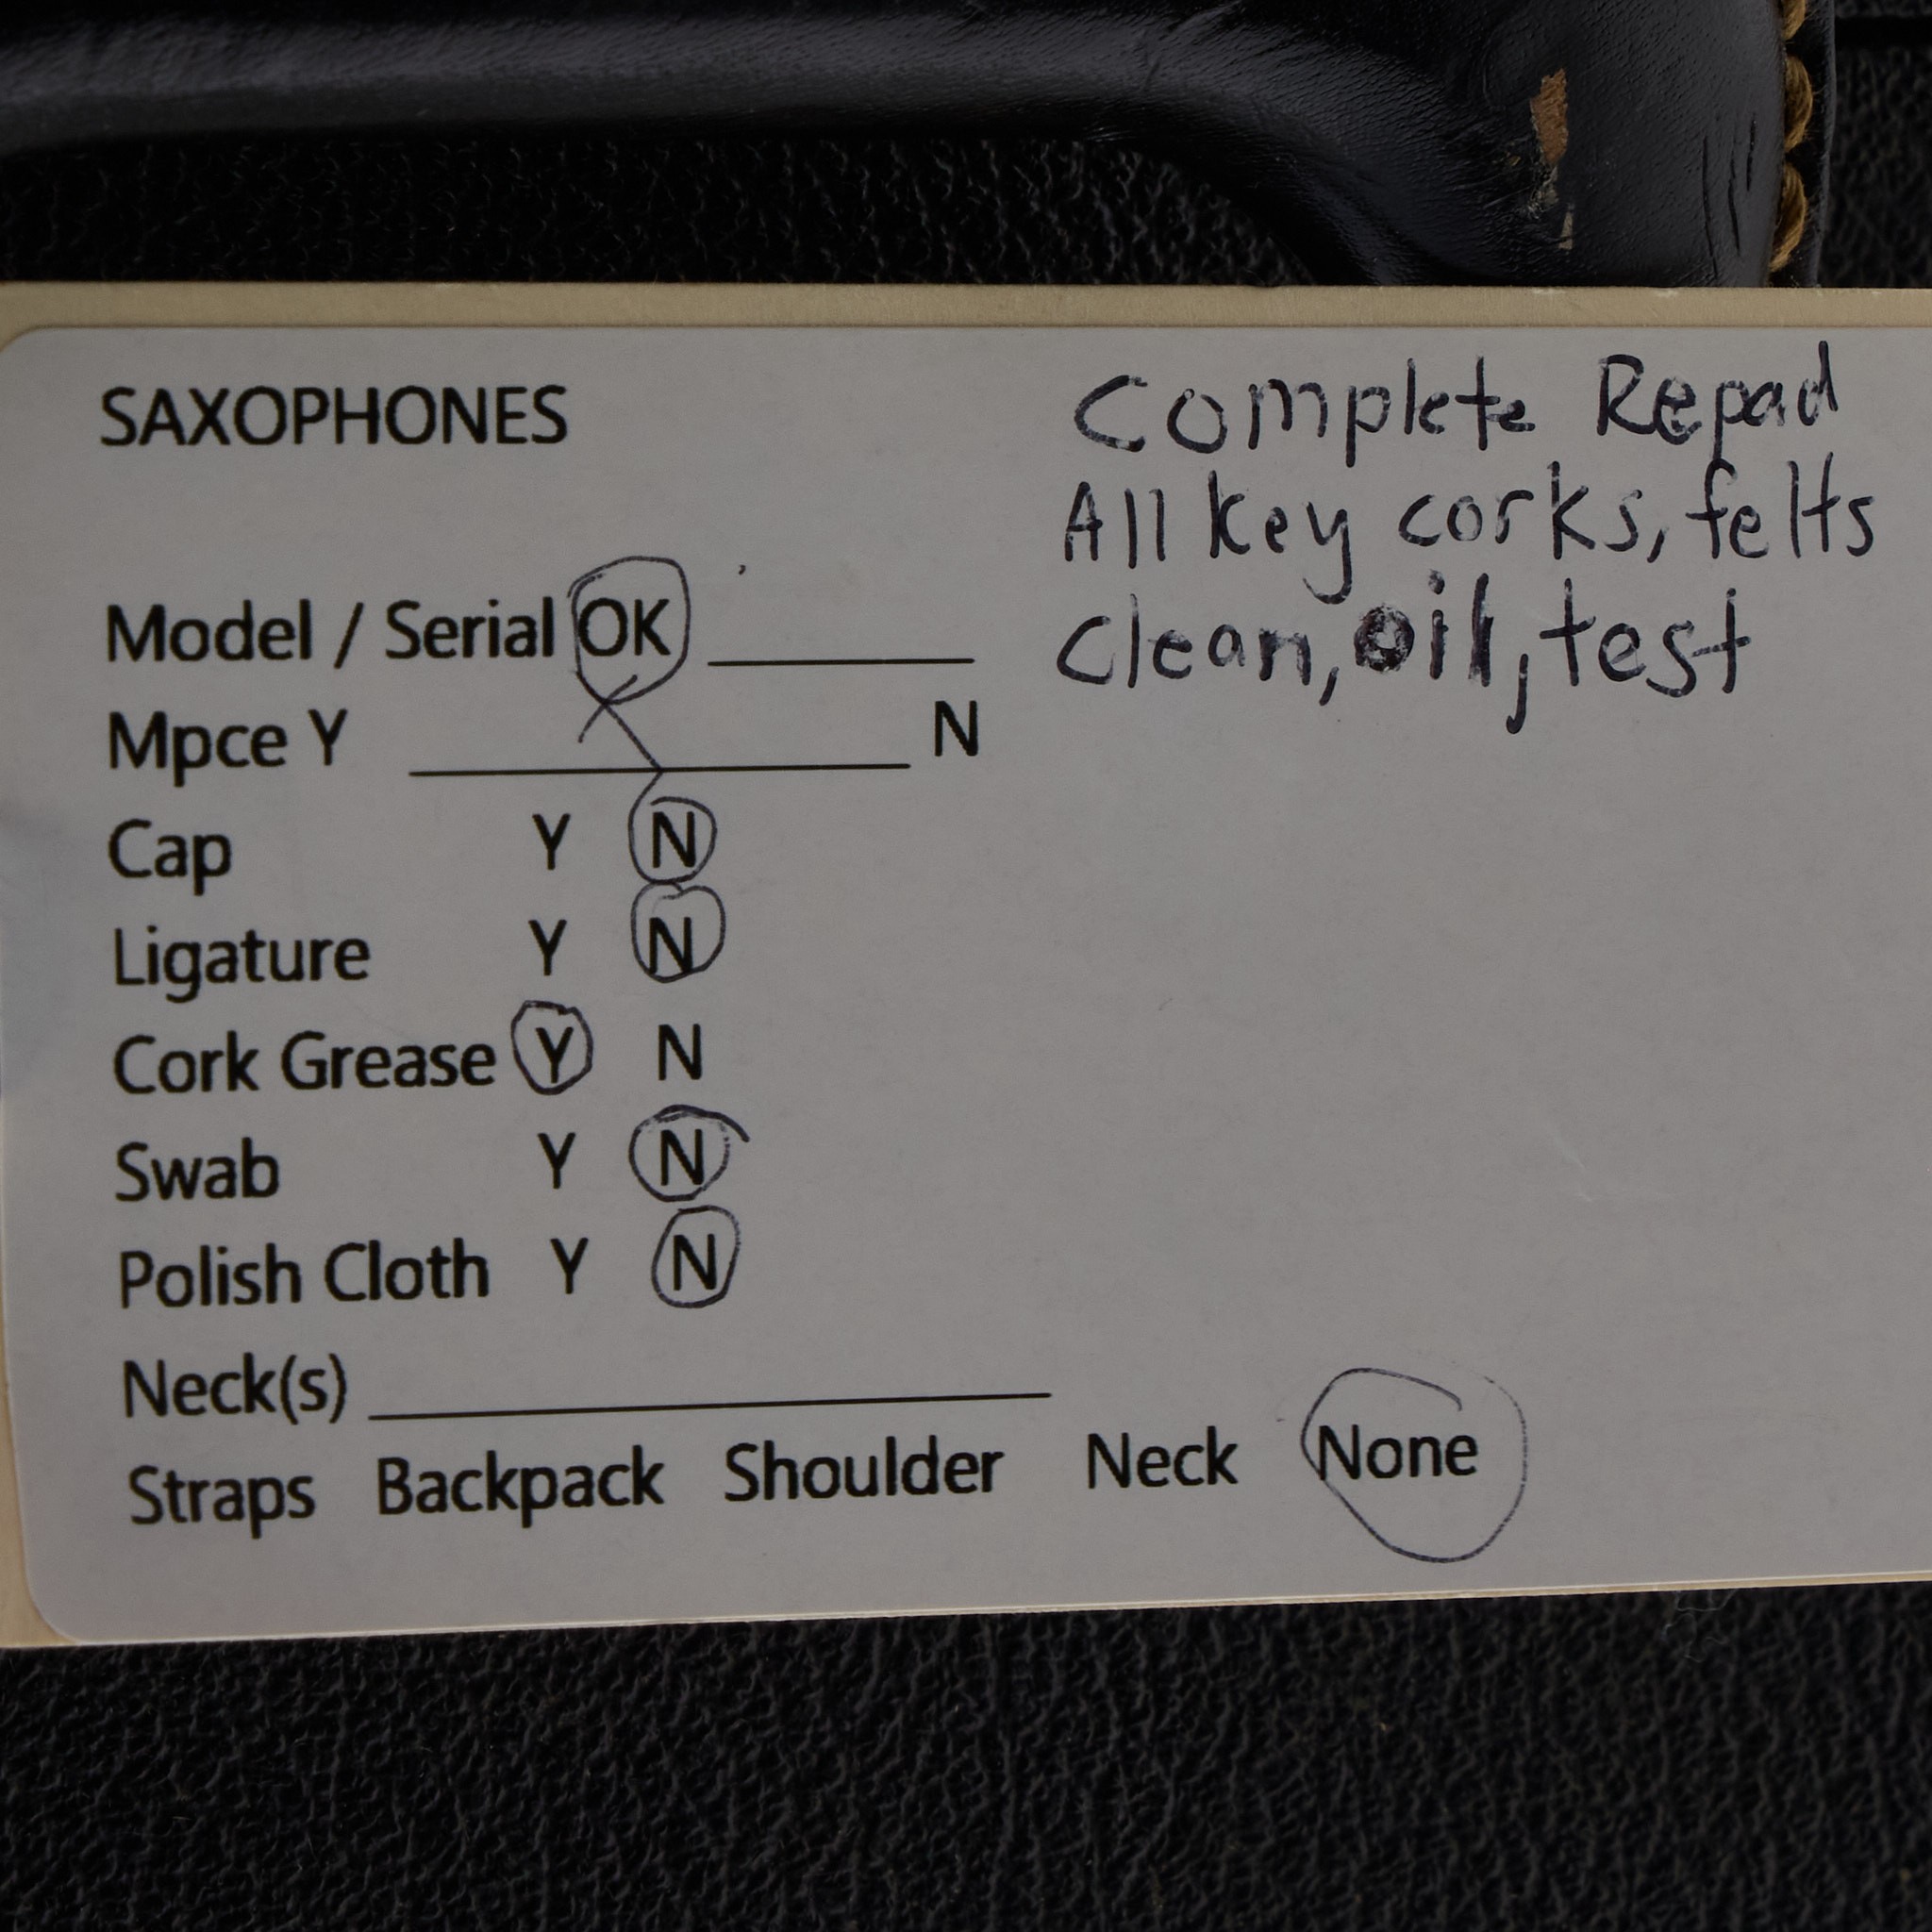 SAXOPHONES
Complete Repad
All key corks, felts
clean, oil, test
Model / Serial OK
Mpce Y N
Cap Y N
Ligature Y N
Cork Grease Y N
Swab Y N
Polish Cloth Y N
Neck(s)
Straps Backpack Shoulder Neck None